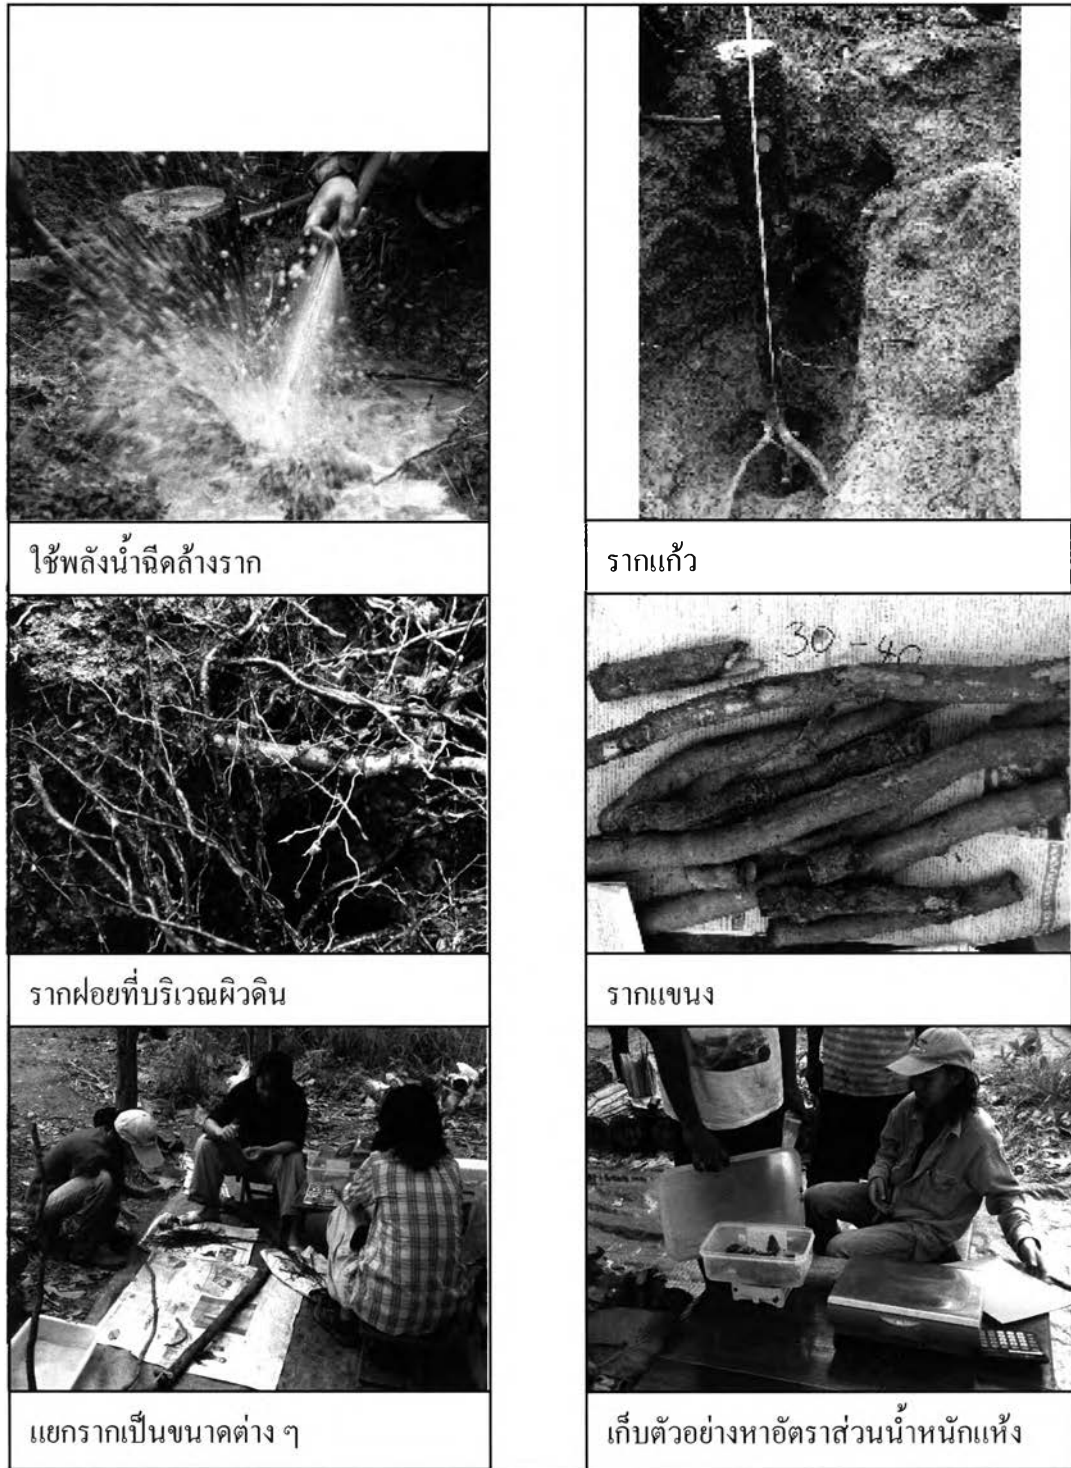 ใช้พลังน้ำฉีดล้างราก
รากแก้ว
30 - 40
รากฝอยที่บริเวณผิวดิน
รากแขนง
แยกรากเป็นขนาดต่าง ๆ
เก็บตัวอย่างหาอัตราส่วนน้ำหนักแห้ง